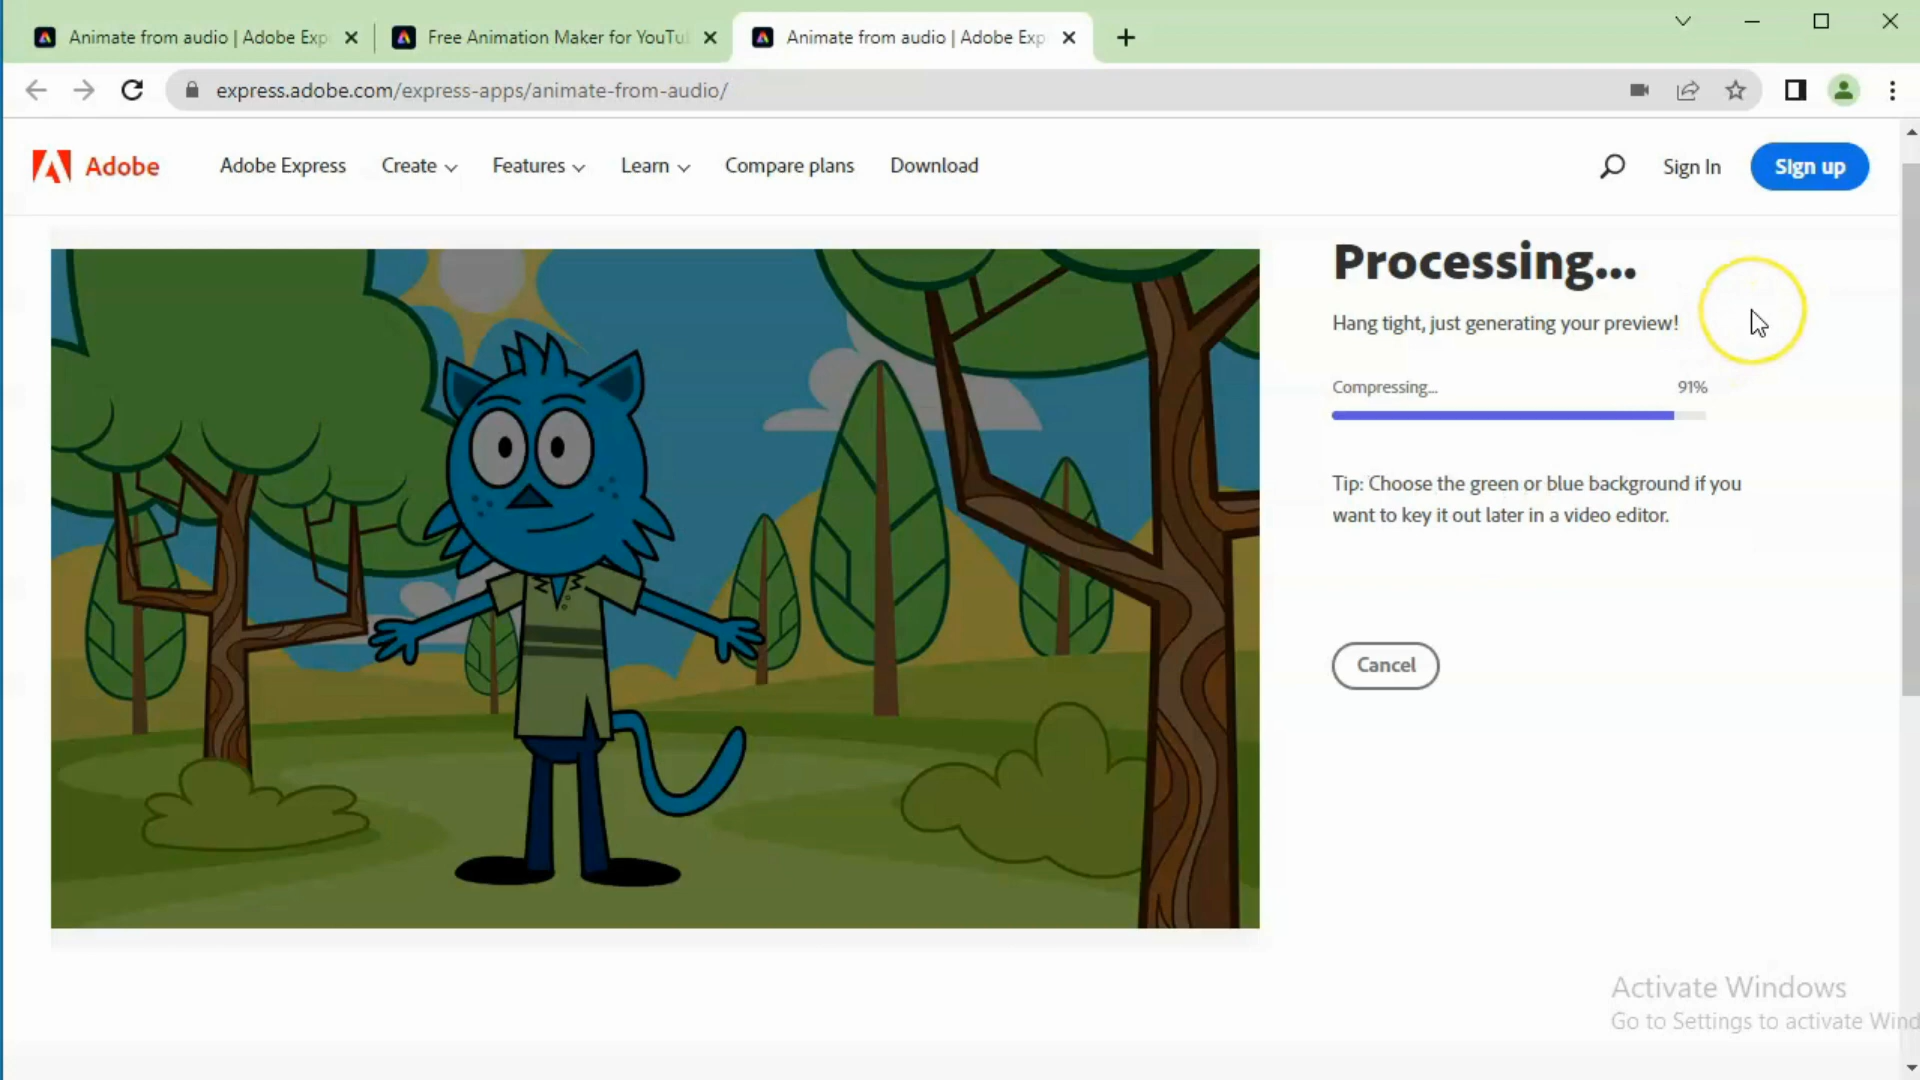 Animate from audio | Adobe Exp
Free Animation Maker for YouTu
Animate from audio | Adobe Exp
express.adobe.com/express-apps/animate-from-audio/
Adobe
Adobe Express
Create
Features
Learn
Compare plans
Download
Sign In
Sign up
Processing...
Hang tight, just generating your preview!
Compressing... 91%
Tip: Choose the green or blue background if you
want to key it out later in a video editor.
Cancel
Activate Windows
Go to Settings to activate Wind